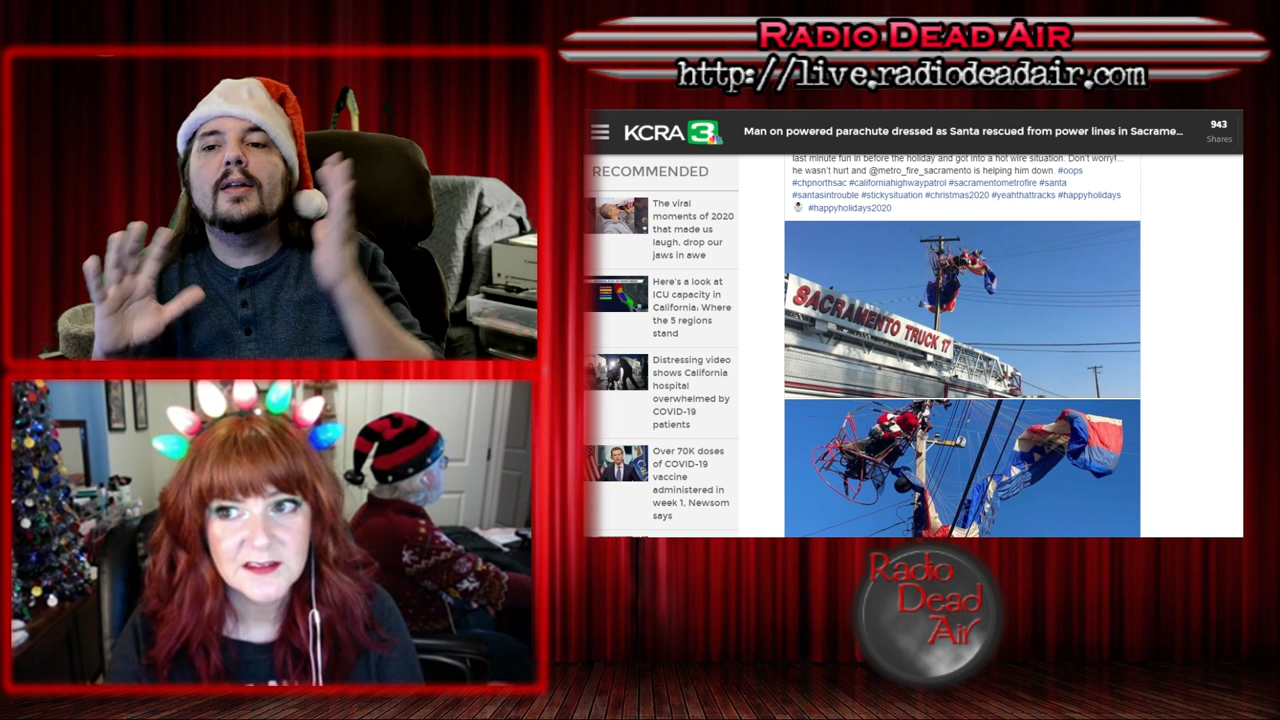 RADIO DEAD AIR
http://live.radiodeadair.com
KCRA 3
Man on powered parachute dressed as Santa rescued from power lines in Sacrame...
943
Shares
RECOMMENDED
The viral
moments of 2020
that made us
laugh, drop our
jaws in awe
Here's a look at
ICU capacity in
California: Where
the 5 regions
stand
Distressing video
shows California
hospital
overwhelmed by
COVID-19
patients
Over 70K doses
of COVID-19
vaccine
administered in
week 1, Newsom
says
last minute fun in before the holiday and got into a hot wire situation. Don't worry!...
he wasn't hurt and @metro_fire_sacramento is helping him down. #oops
#chpnorthsac #californiahighwaypatrol #sacramentometrofire #santa
#santasintrouble #stickysituation #christmas2020 #yeahthattracks #happyholidays
#happyholidays2020
SACRAMENTO TRUCK 17
Radio
Dead
Air